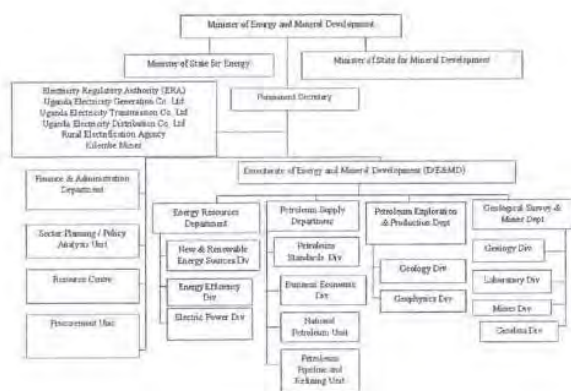 Minister of Energy and Mineral Development
Minister of State for Energy
Minister of State for Mineral Development
Electricity Regulatory Authority (ERA)
Uganda Electricity Generation Co. Ltd
Uganda Electricity Transmission Co. Ltd
Uganda Electricity Distribution Co. Ltd
Rural Electrification Agency
Kilembe Mines
Permanent Secretary
Finance & Administration
Department
Directorate of Energy and Mineral Development (D/E&MD)
Sector Planning / Policy
Analysis Unit
Resource Centre
Procurement Unit
Energy Resources
Department
New & Renewable
Energy Sources Div
Energy Efficiency
Div
Electric Power Div
Petroleum Supply
Department
Petroleum
Standards Div
Business Economic
Div
National
Petroleum Unit
Petroleum
Pipeline and
Refining Unit
Petroleum Exploration
& Production Dept
Geology Div
Geophysics Div
Geological Survey &
Mines Dept
Geology Div
Laboratory Div
Mines Div
Geodata Div